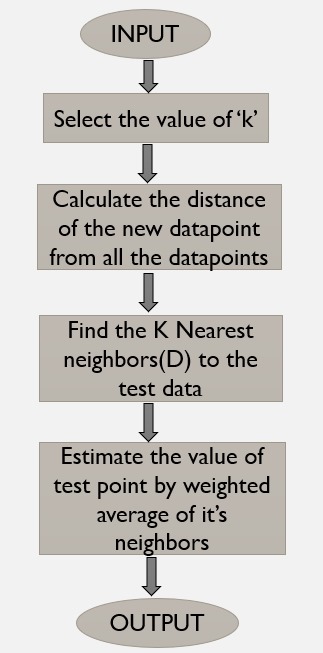 INPUT
Select the value of ‘k’
Calculate the distance
of the new datapoint
from all the datapoints
Find the K Nearest
neighbors(D) to the
test data
Estimate the value of
test point by weighted
average of it’s
neighbors
OUTPUT